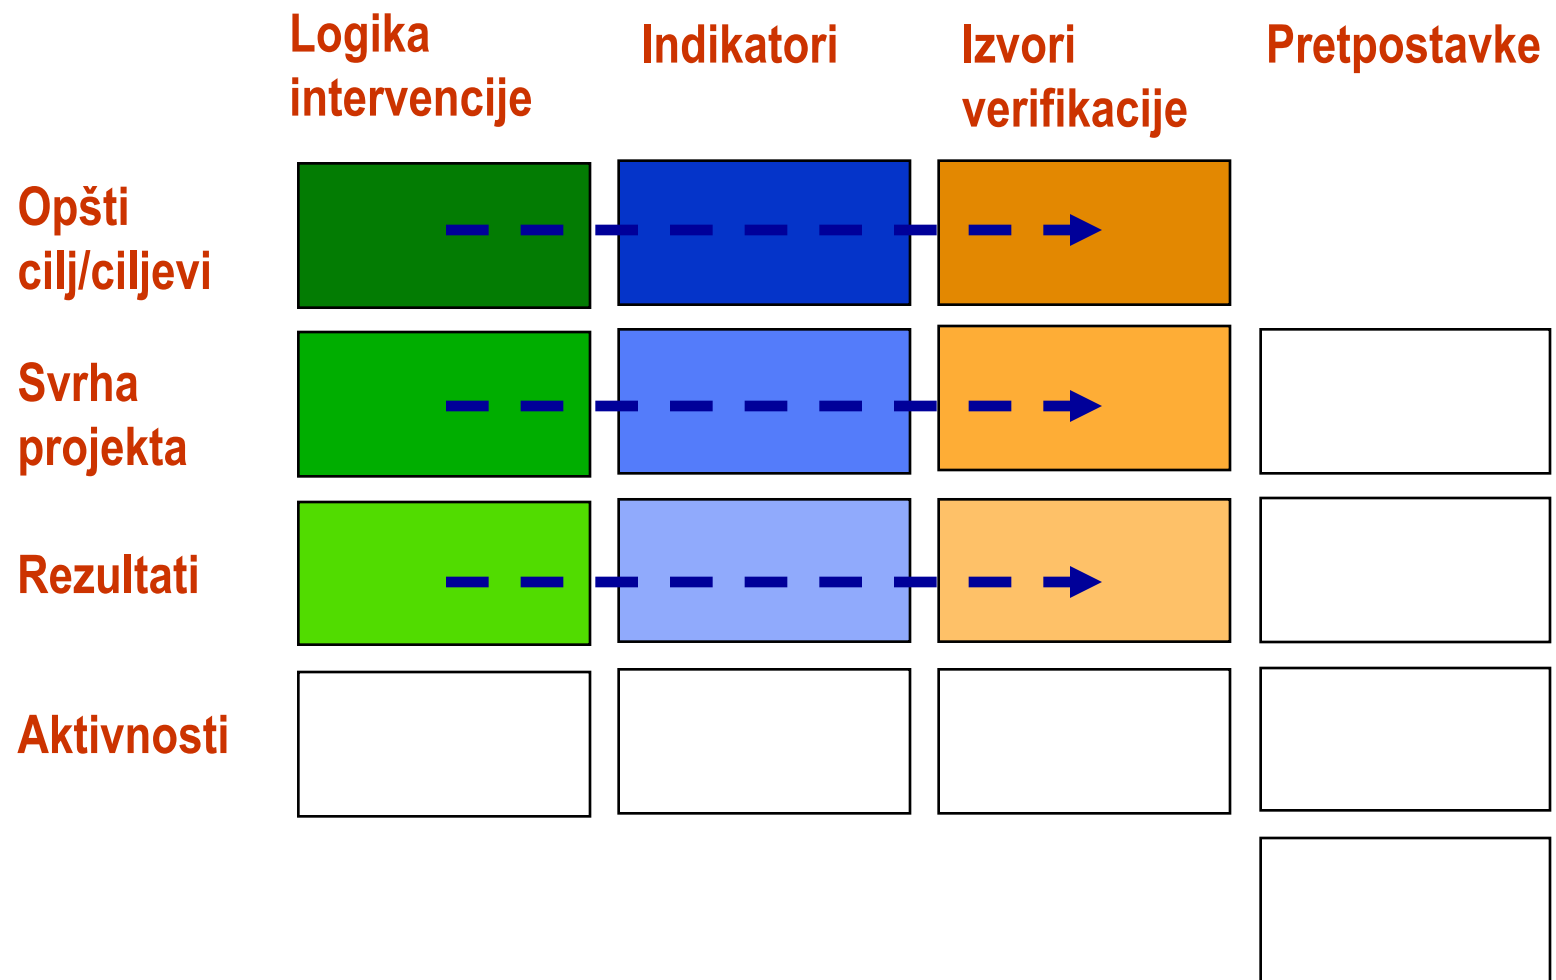 Logika
intervencije
Indikatori
Izvori
verifikacije
Pretpostavke
Opšti
cilj/ciljevi
Svrha
projekta
Rezultati
Aktivnosti